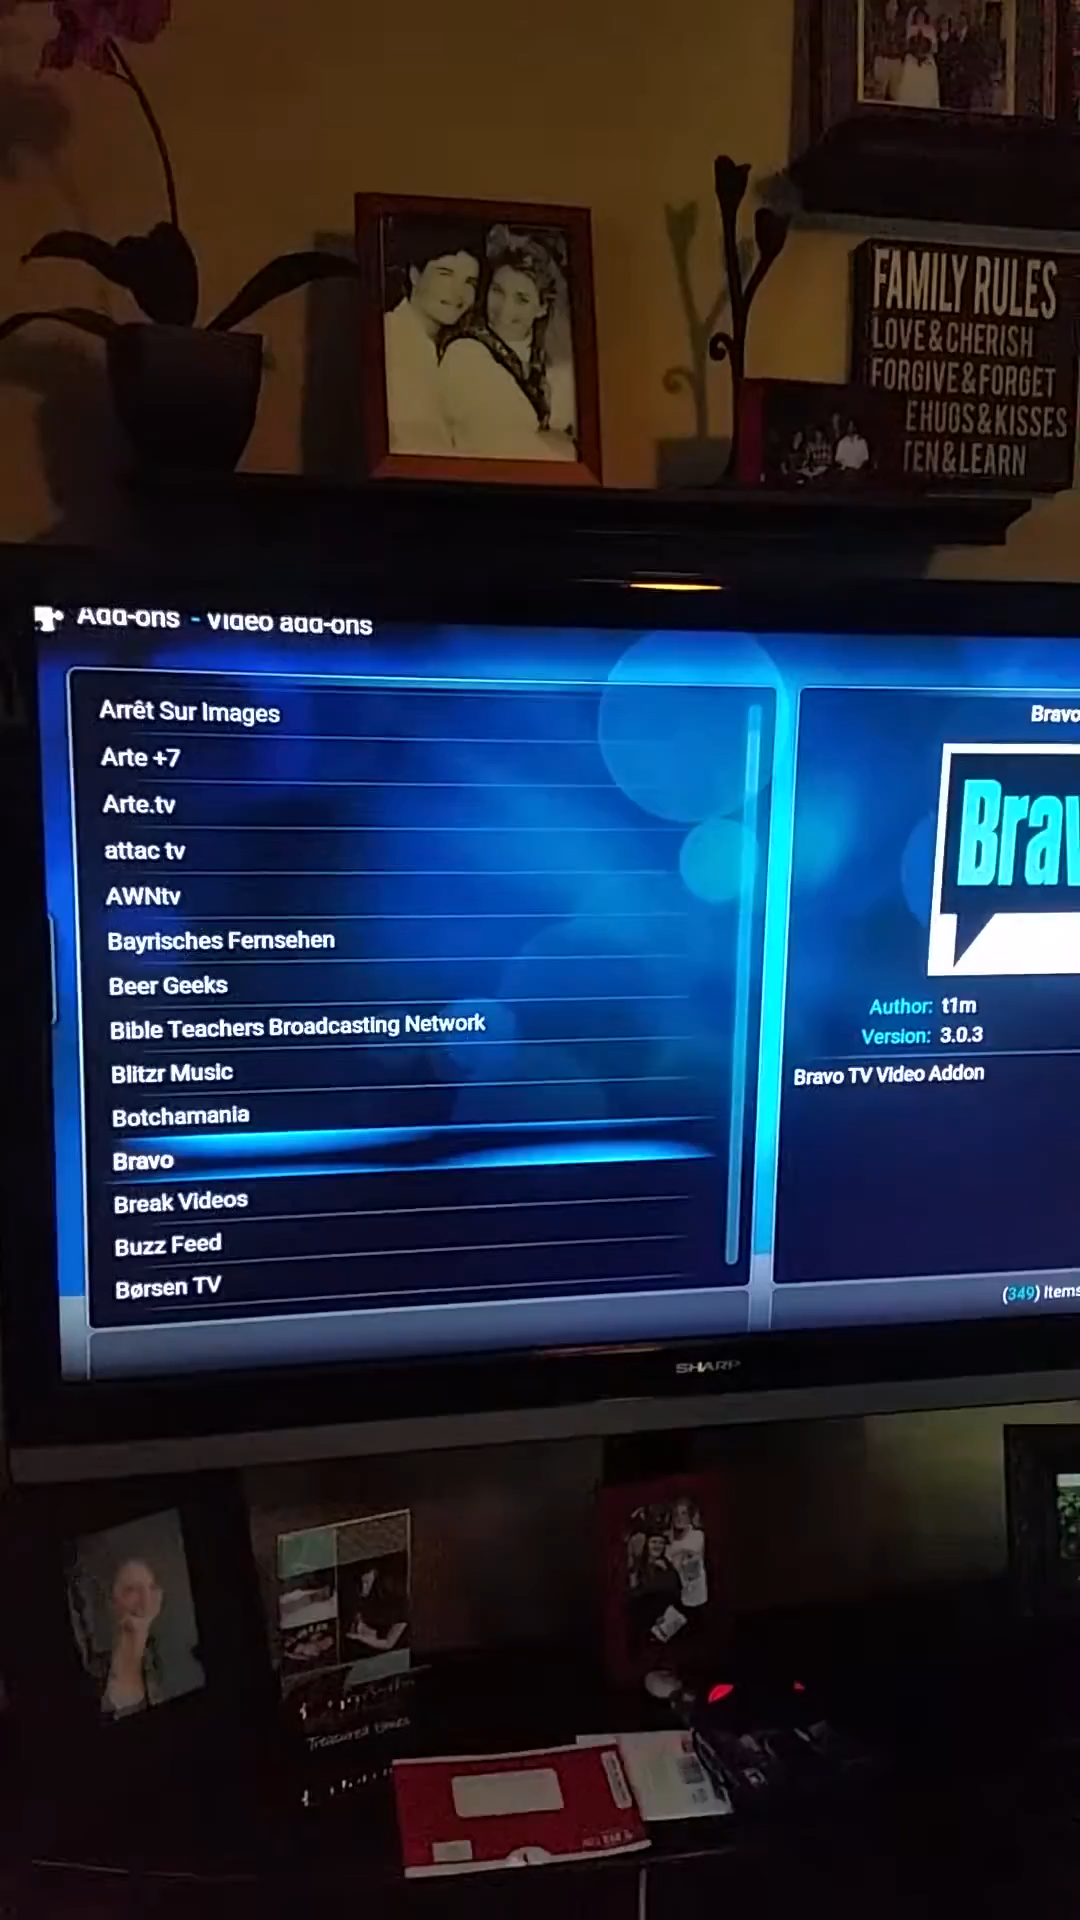 FAMILY RULES
LOVE & CHERISH
FORGIVE & FORGET
E HUGS & KISSES
TEN & LEARN
Add-ons - Video add-ons
Arrêt Sur Images
Arte +7
Arte.tv
attac tv
AWNtv
Bayrisches Fernsehen
Beer Geeks
Bible Teachers Broadcasting Network
Blitzr Music
Botchamania
Bravo
Break Videos
Buzz Feed
Børsen TV
Bravo
Brav
Author: t1m
Version: 3.0.3
Bravo TV Video Addon
(349) Items
SHARP
Treasured times